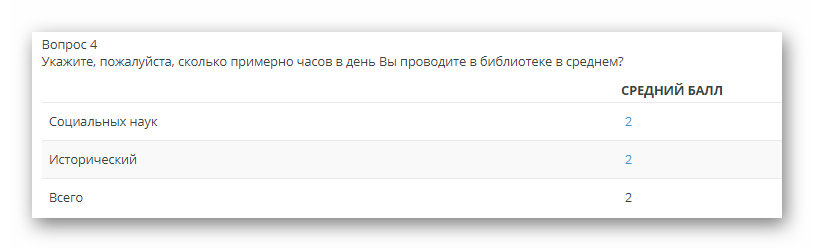 Вопрос 4
Укажите, пожалуйста, сколько примерно часов в день Вы проводите в библиотеке в среднем?
СРЕДНИЙ БАЛЛ
Социальных наук 2
Исторический 2
Всего 2